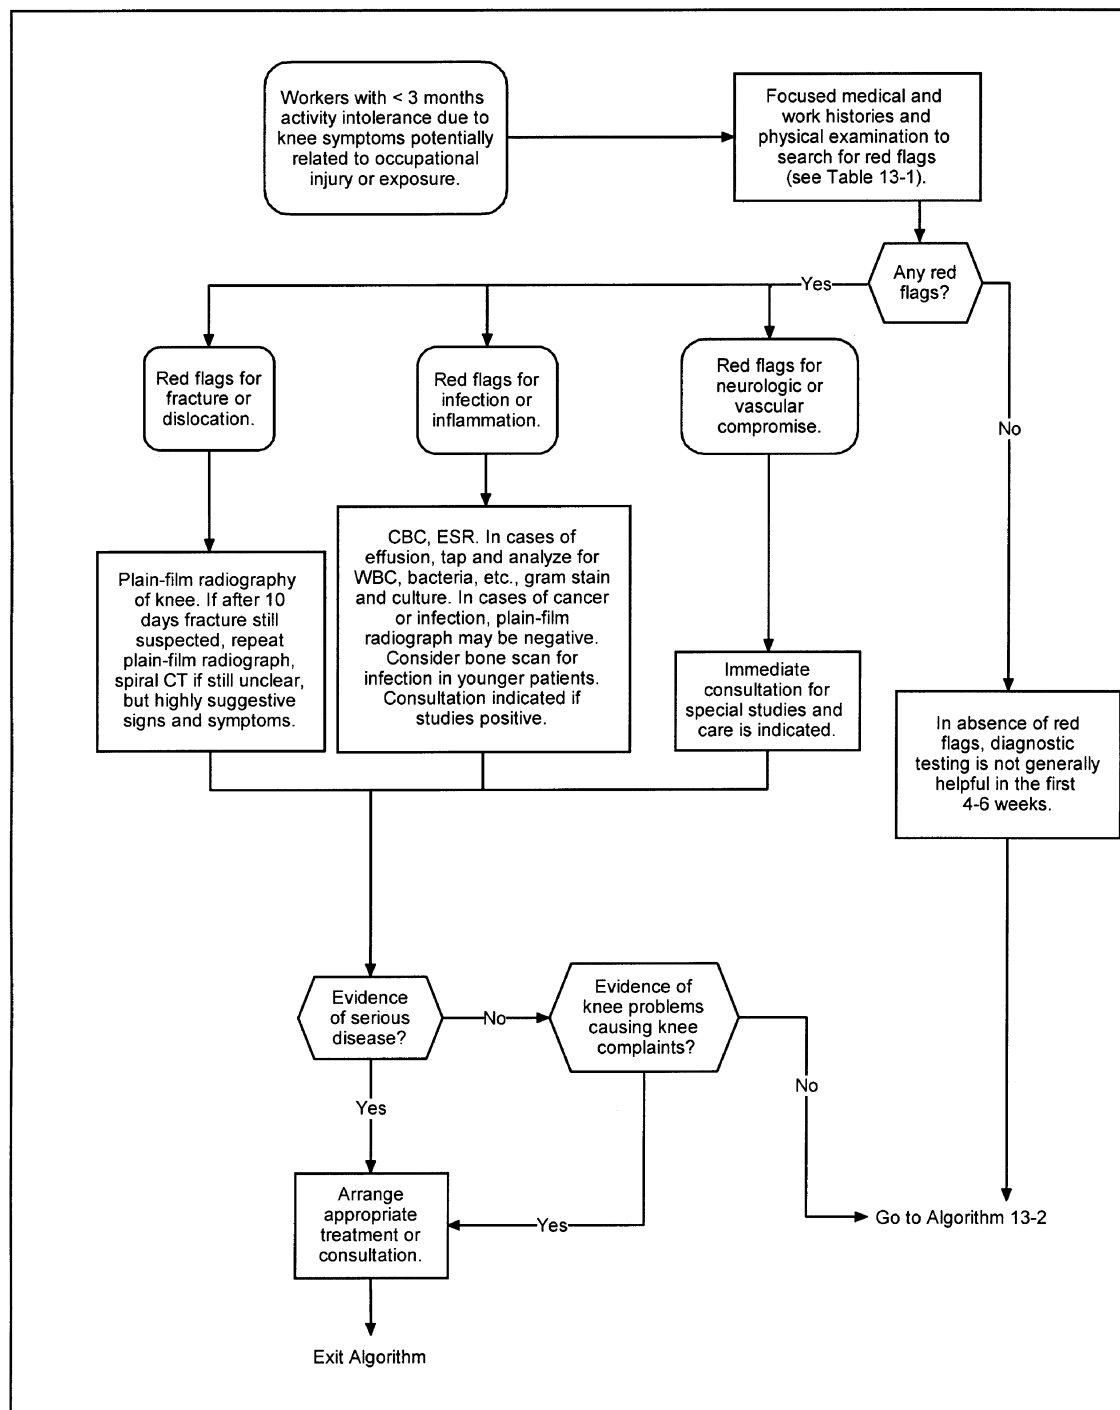 Workers with < 3 months
activity intolerance due to
knee symptoms potentially
related to occupational
injury or exposure.
Focused medical and
work histories and
physical examination to
search for red flags
(see Table 13-1).
Any red
flags?
Yes
No
Red flags for
fracture or
dislocation.
Red flags for
infection or
inflammation.
Red flags for
neurologic or
vascular
compromise.
Plain-film radiography
of knee. If after 10
days fracture still
suspected, repeat
plain-film radiograph,
spiral CT if still unclear,
but highly suggestive
signs and symptoms.
CBC, ESR. In cases of
effusion, tap and analyze for
WBC, bacteria, etc., gram stain
and culture. In cases of cancer
or infection, plain-film
radiograph may be negative.
Consider bone scan for
infection in younger patients.
Consultation indicated if
studies positive.
Immediate
consultation for
special studies and
care is indicated.
In absence of red
flags, diagnostic
testing is not generally
helpful in the first
4-6 weeks.
Evidence
of serious
disease?
No
Evidence of
knee problems
causing knee
complaints?
Yes
No
Arrange
appropriate
treatment or
consultation.
Yes
Go to Algorithm 13-2
Exit Algorithm